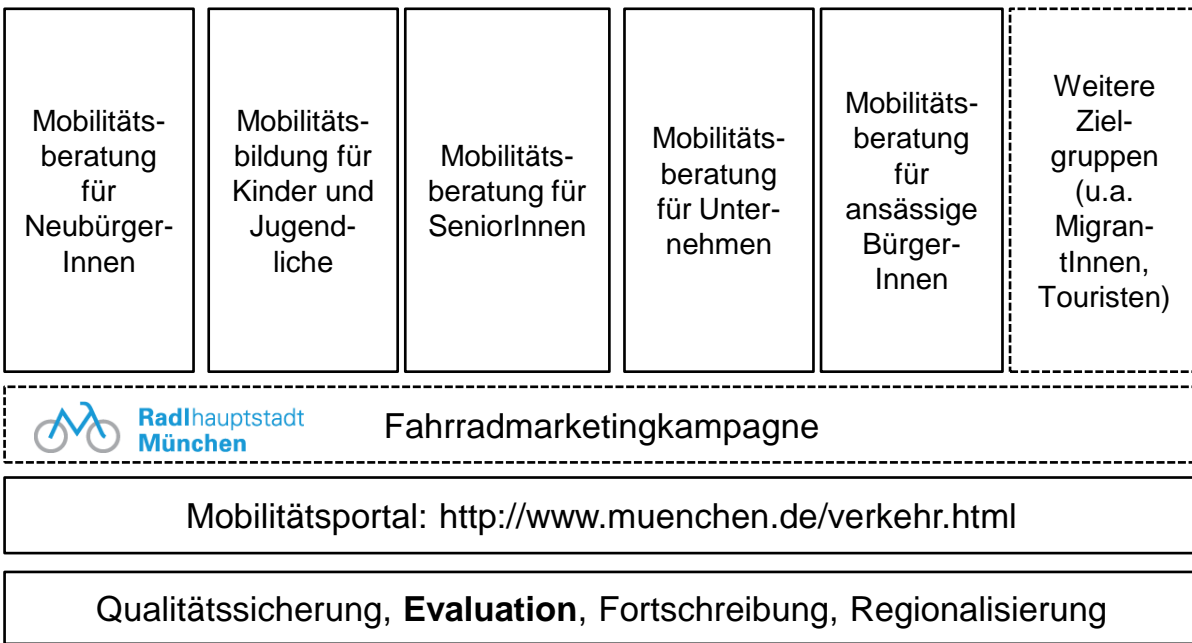 Mobilitäts-
beratung
für
Neubürger-
Innen
Mobilitäts-
bildung für
Kinder und
Jugend-
liche
Mobilitäts-
beratung für
SeniorInnen
Mobilitäts-
beratung
für Unter-
nehmen
Mobilitäts-
beratung
für
ansässige
Bürger-
Innen
Weitere
Ziel-
gruppen
(u.a.
Migran-
tInnen,
Touristen)
Radlhauptstadt
München
Fahrradmarketingkampagne
Mobilitätsportal: http://www.muenchen.de/verkehr.html
Qualitätssicherung, Evaluation, Fortschreibung, Regionalisierung